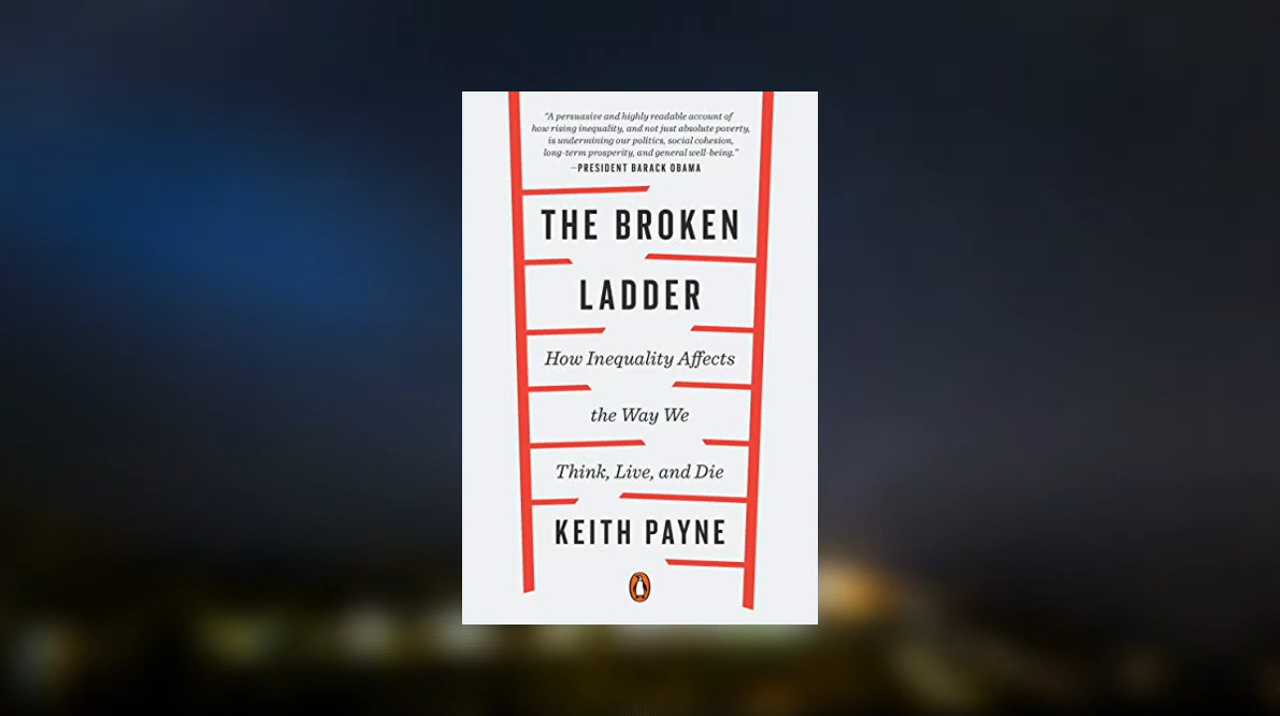 "A persuasive and highly readable account of
how rising inequality, and not just absolute poverty,
is undermining our politics, social cohesion,
long-term prosperity, and general well-being."
—PRESIDENT BARACK OBAMA
THE BROKEN
LADDER
How Inequality Affects
the Way We
Think, Live, and Die
KEITH PAYNE